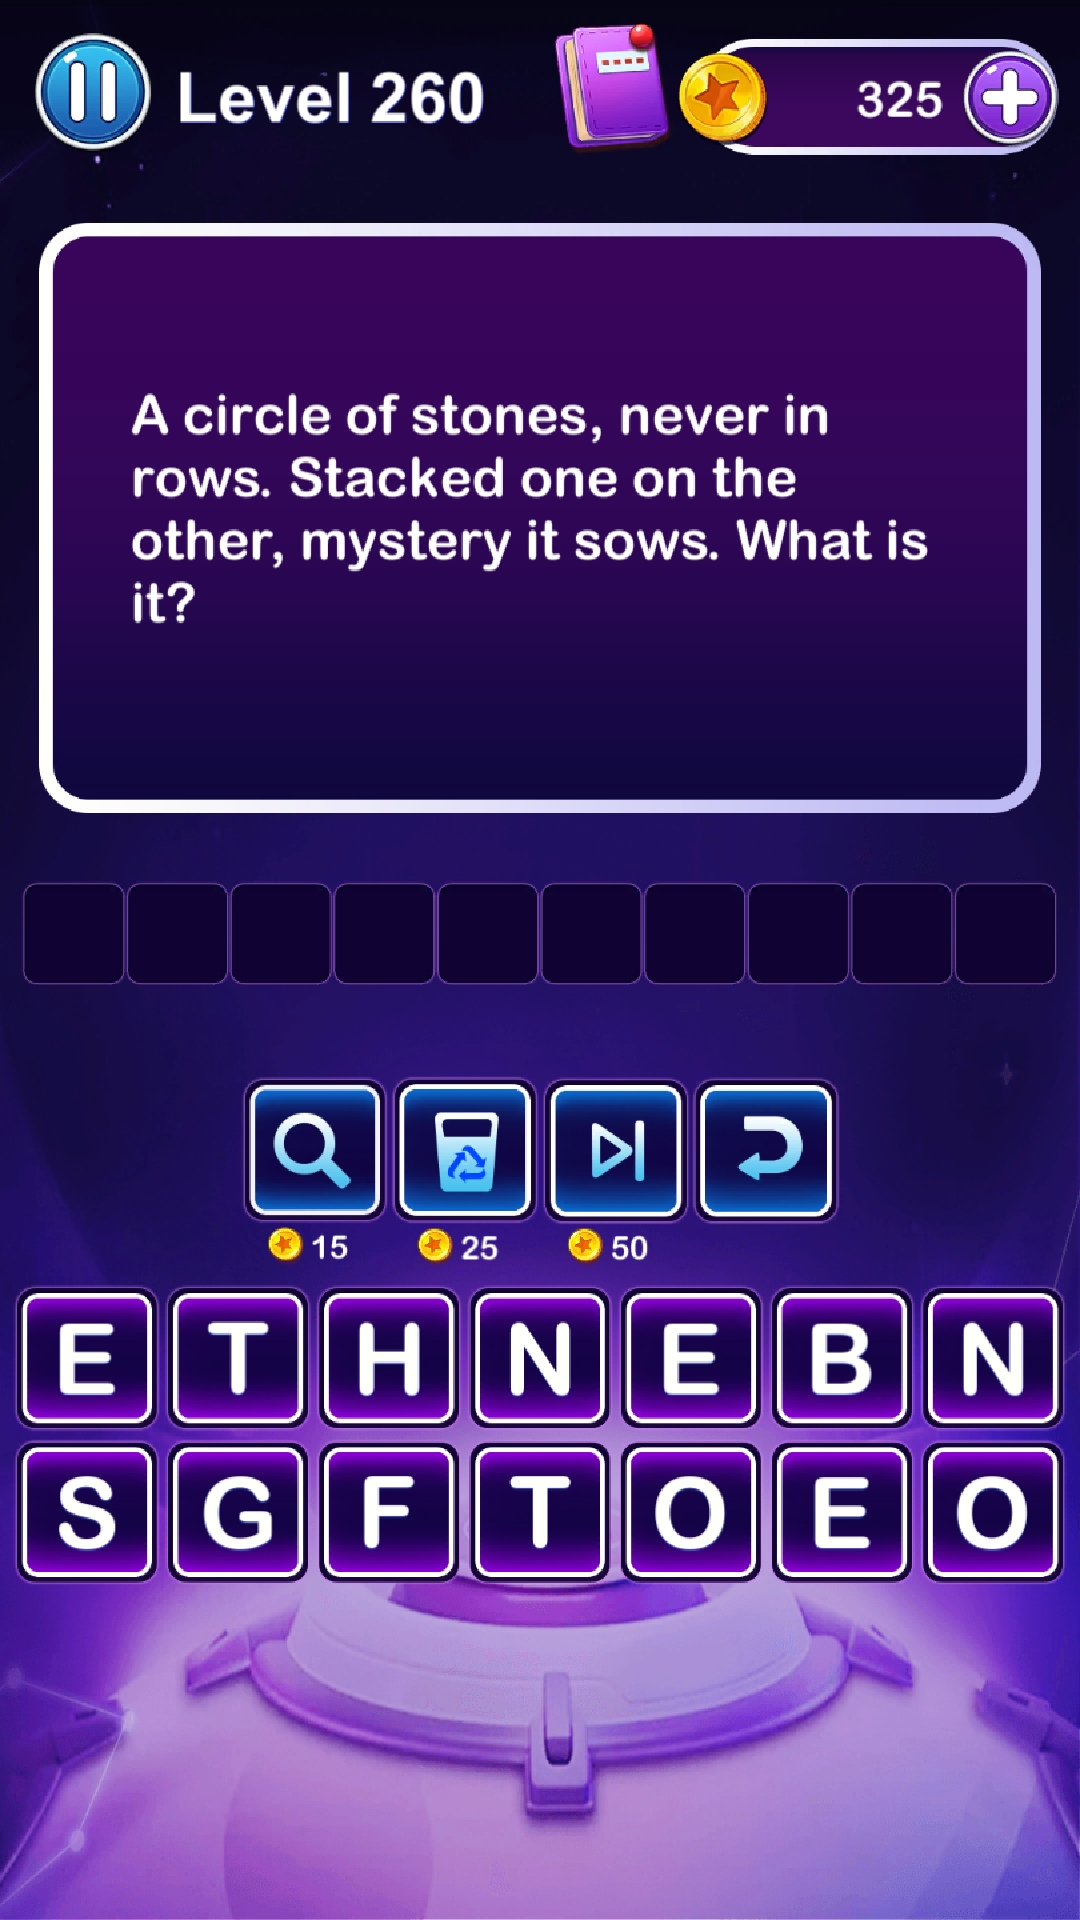 Level 260
325
A circle of stones, never in
rows. Stacked one on the
other, mystery it sows. What is
it?
15 25 50
E T H N E B N
S G F T O E O